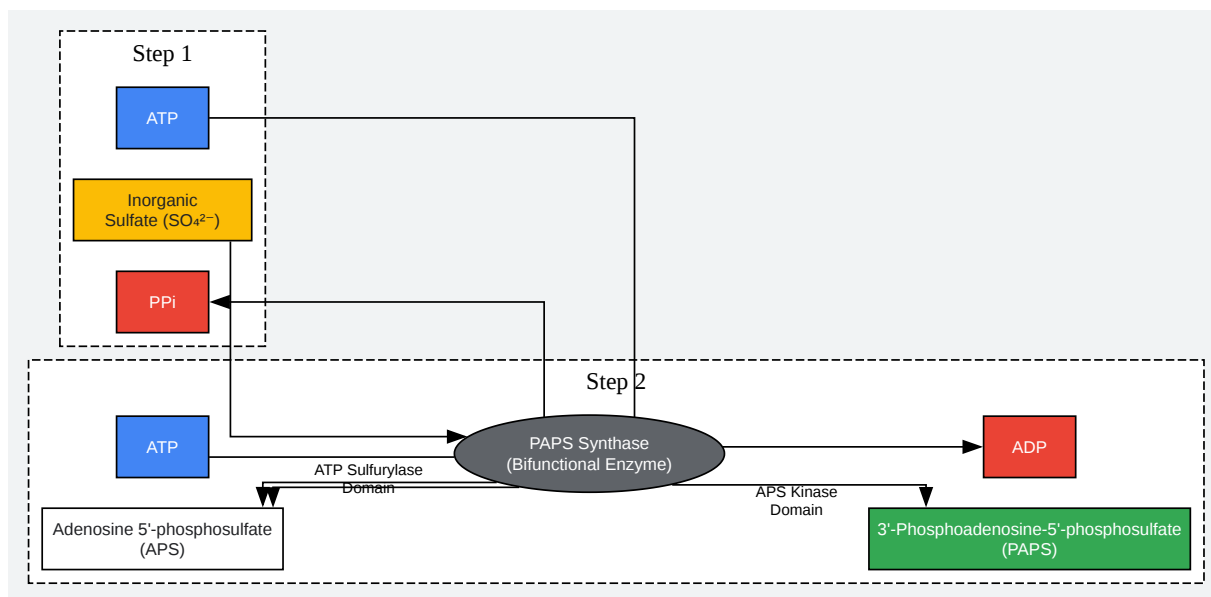 Step 1
ATP
Inorganic
Sulfate (SO₄²⁻)
PPi
Step 2
ATP
PAPS Synthase
(Bifunctional Enzyme)
ADP
ATP Sulfurylase
Domain
APS Kinase
Domain
Adenosine 5'-phosphosulfate
(APS)
3'-Phosphoadenosine-5'-phosphosulfate
(PAPS)